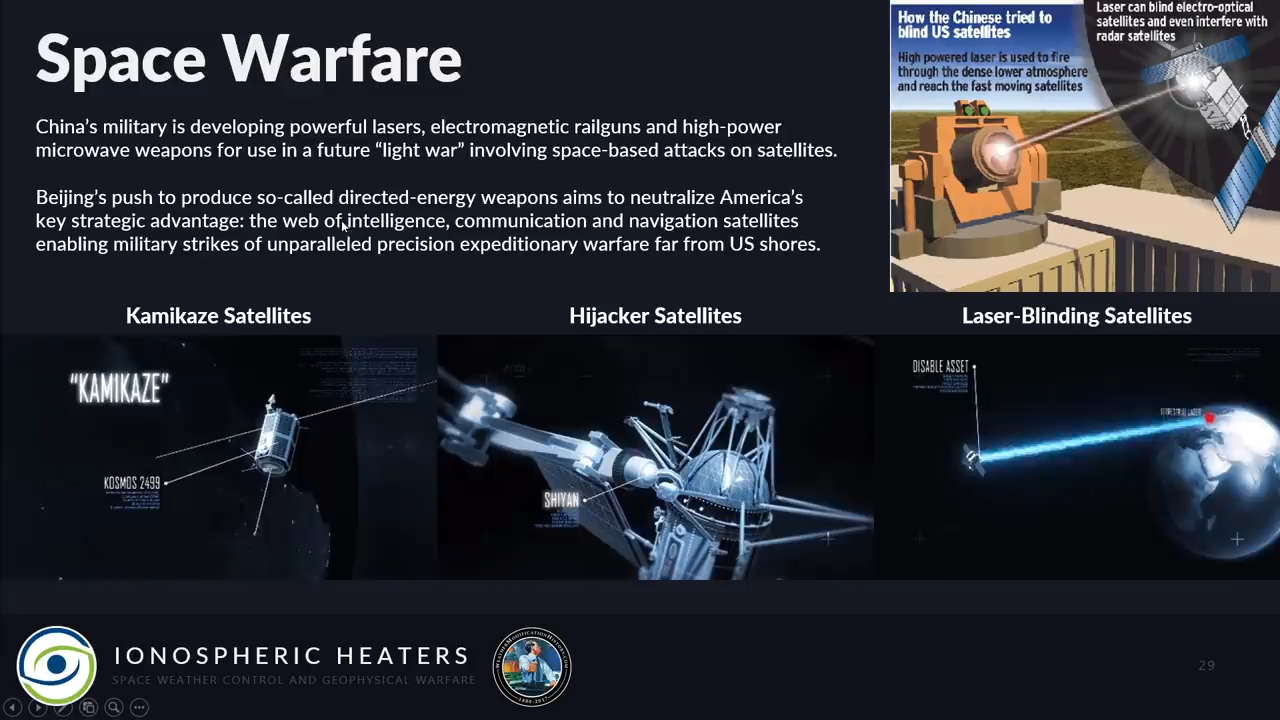 Space Warfare
China's military is developing powerful lasers, electromagnetic railguns and high-power
microwave weapons for use in a future “light war” involving space-based attacks on satellites.
Beijing's push to produce so-called directed-energy weapons aims to neutralize America's
key strategic advantage: the web of intelligence, communication and navigation satellites
enabling military strikes of unparalleled precision expeditionary warfare far from US shores.
How the Chinese tried to
blind US satellites
High powered laser is used to fire
through the dense lower atmosphere
and reach the fast moving satellites
Laser can blind electro-optical
satellites and even interfere with
radar satellites
Kamikaze Satellites
Hijacker Satellites
Laser-Blinding Satellites
“KAMIKAZE”
KOSMOS 2499
SHIYAN
DISABLE ASSET
TERRESTRIAL LASER
IONOSPHERIC HEATERS
SPACE WEATHER CONTROL AND GEOPHYSICAL WARFARE
29